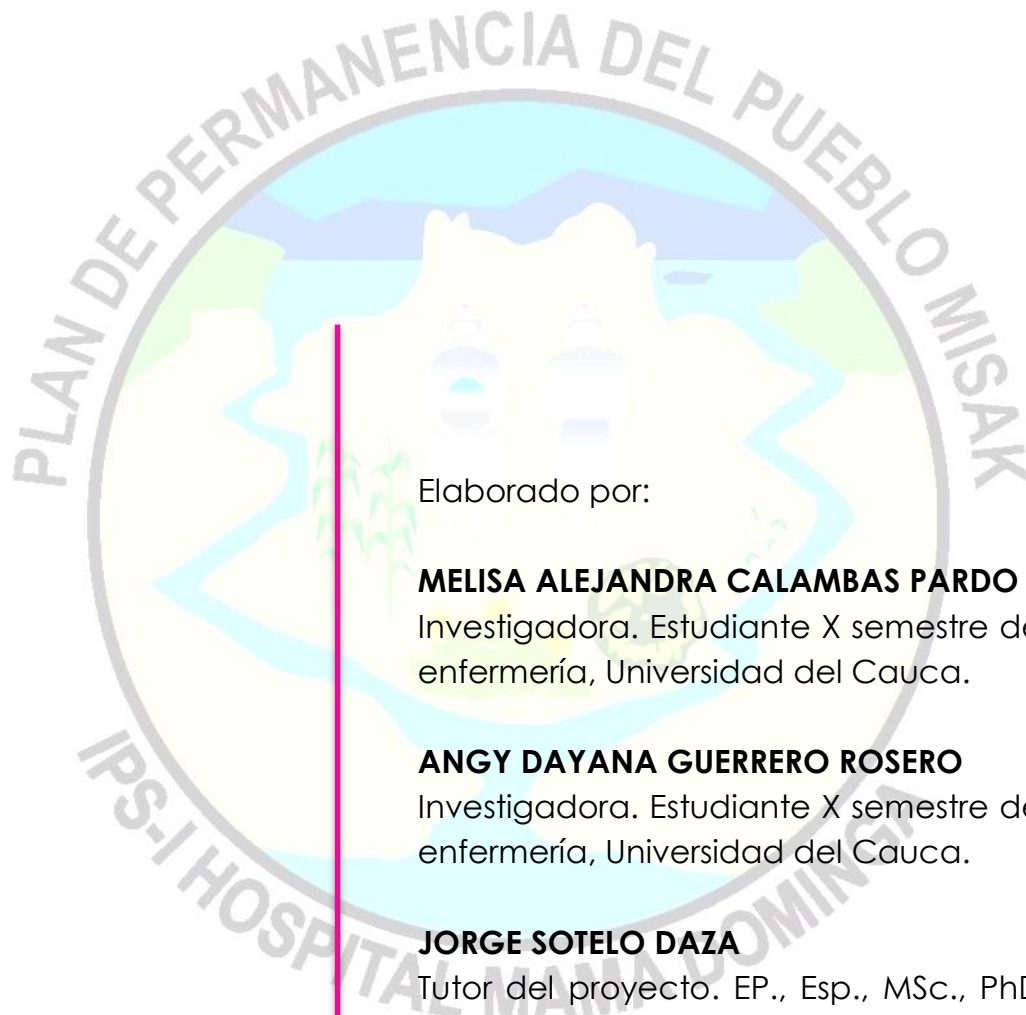 PLAN DE PERMANENCIA DEL PUEBLO MISAK
Elaborado por:
MELISA ALEJANDRA CALAMBAS PARDO
Investigadora. Estudiante X semestre de
enfermería, Universidad del Cauca.
ANGY DAYANA GUERRERO ROSERO
Investigadora. Estudiante X semestre de
enfermería, Universidad del Cauca.
JORGE SOTELO DAZA
Tutor del proyecto. EP., Esp., MSc., PhD
IPS-I HOSPITAL MAMA DOMINGA